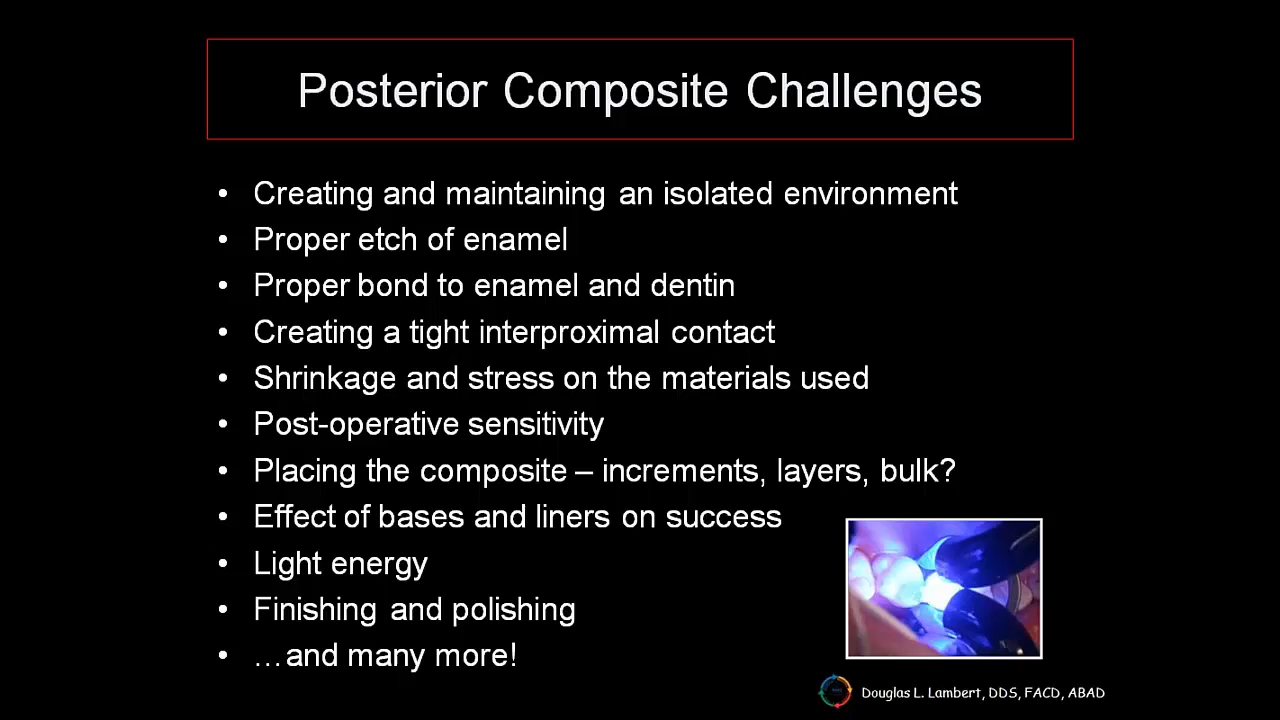 Posterior Composite Challenges
• Creating and maintaining an isolated environment
• Proper etch of enamel
• Proper bond to enamel and dentin
• Creating a tight interproximal contact
• Shrinkage and stress on the materials used
• Post-operative sensitivity
• Placing the composite – increments, layers, bulk?
• Effect of bases and liners on success
• Light energy
• Finishing and polishing
• …and many more!
Douglas L. Lambert, DDS, FACD, ABAD